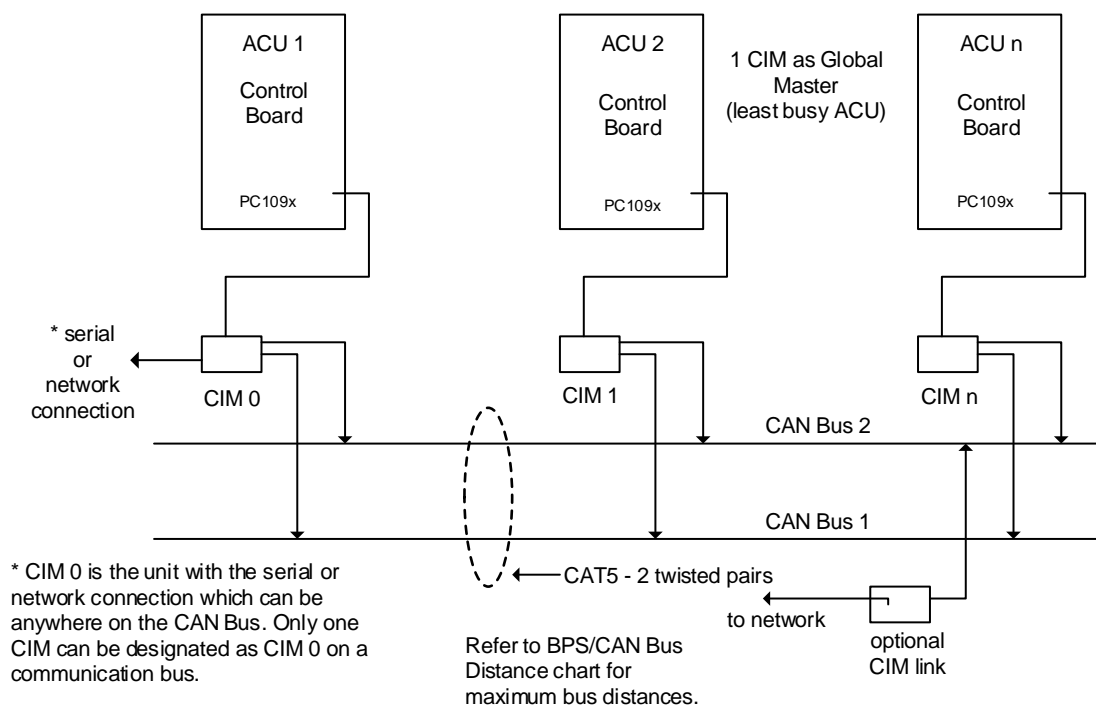 ACU 1
Control
Board
PC109x
ACU 2
Control
Board
PC109x
1 CIM as Global
Master
(least busy ACU)
ACU n
Control
Board
PC109x
* serial
or
network
connection
CIM 0
CIM 1
CIM n
CAN Bus 2
CAN Bus 1
CAT5 - 2 twisted pairs
to network
optional
CIM link
* CIM 0 is the unit with the serial or
network connection which can be
anywhere on the CAN Bus. Only one
CIM can be designated as CIM 0 on a
communication bus.
Refer to BPS/CAN Bus
Distance chart for
maximum bus distances.